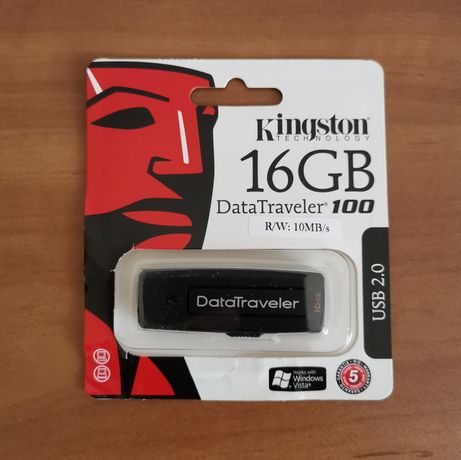 Kingston
TECHNOLOGY
16GB
DataTraveler® 100
R/W: 10MB/s
USB 2.0
DataTraveler
16GB
Works with
Windows
Vista®
5